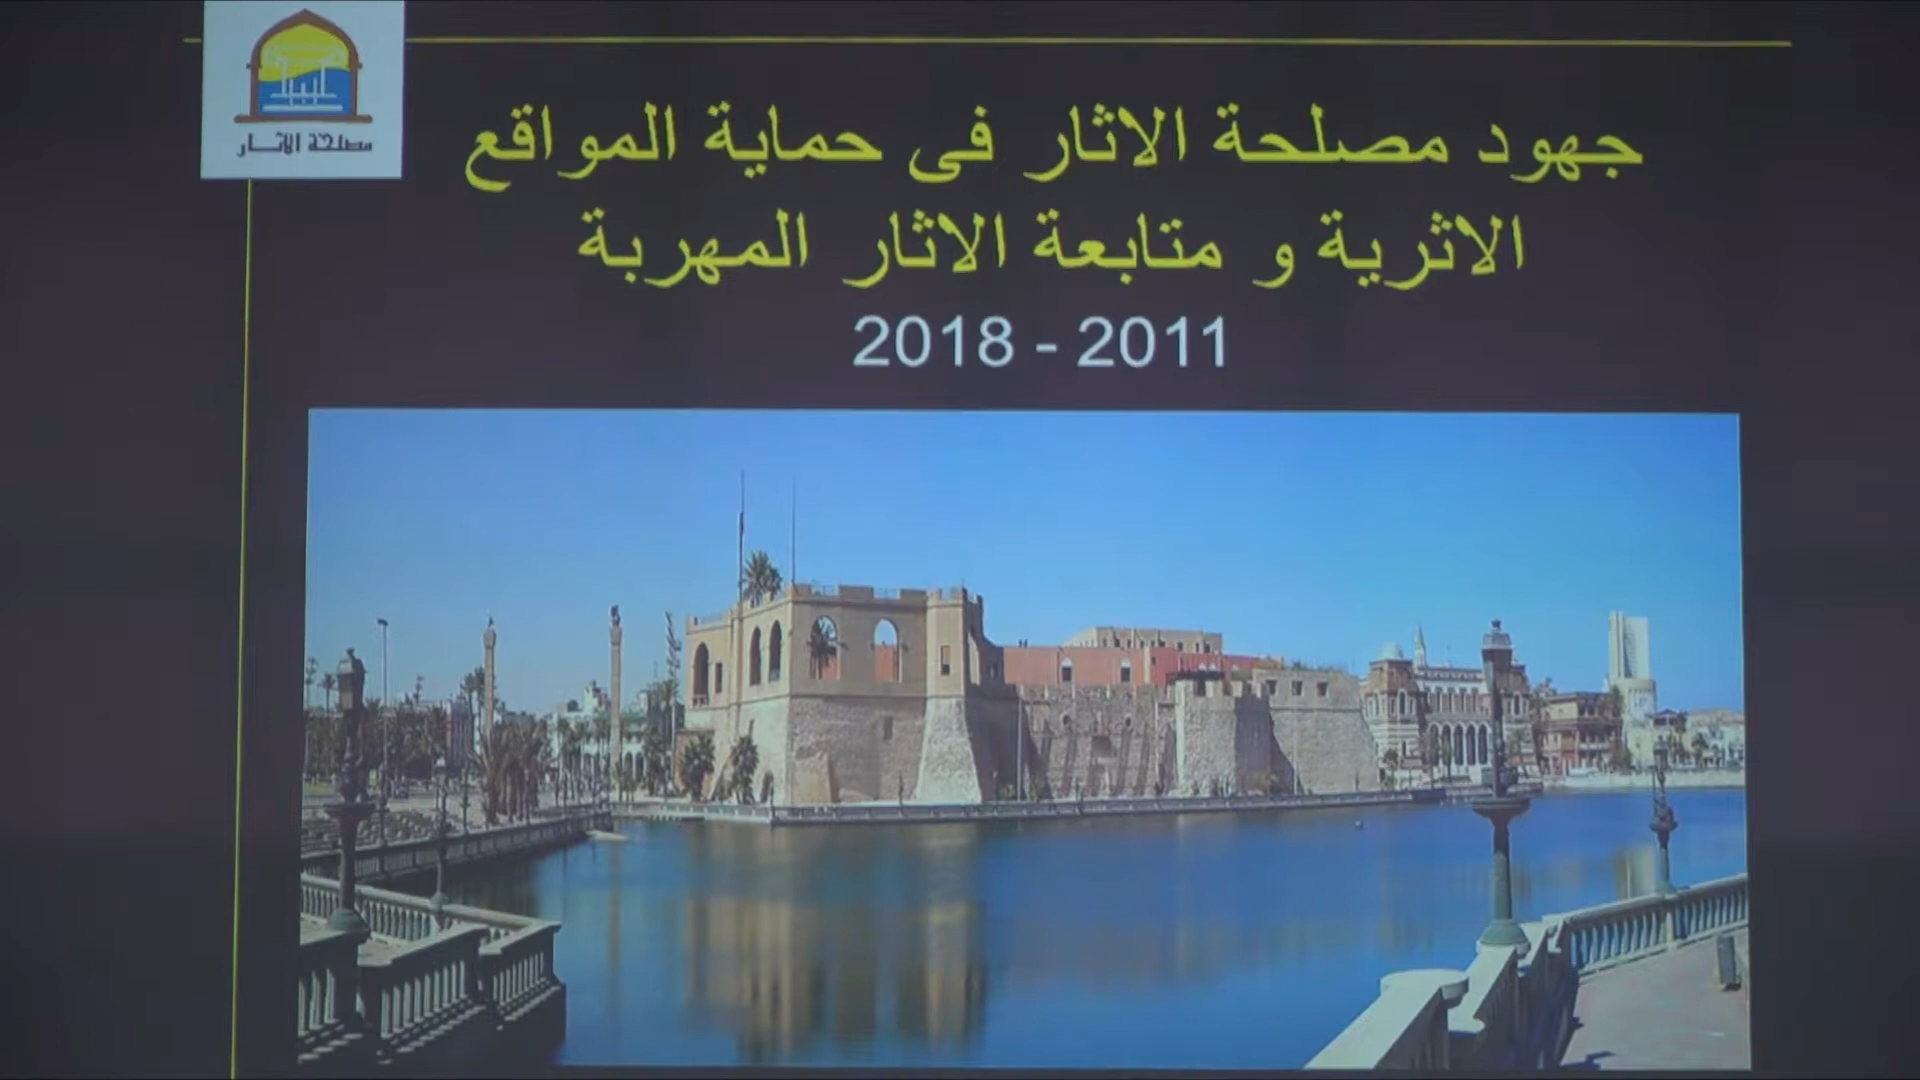 مصلحة الآثار
جهود مصلحة الاثار فى حماية المواقع
الاثرية و متابعة الاثار المهربة
2018 - 2011